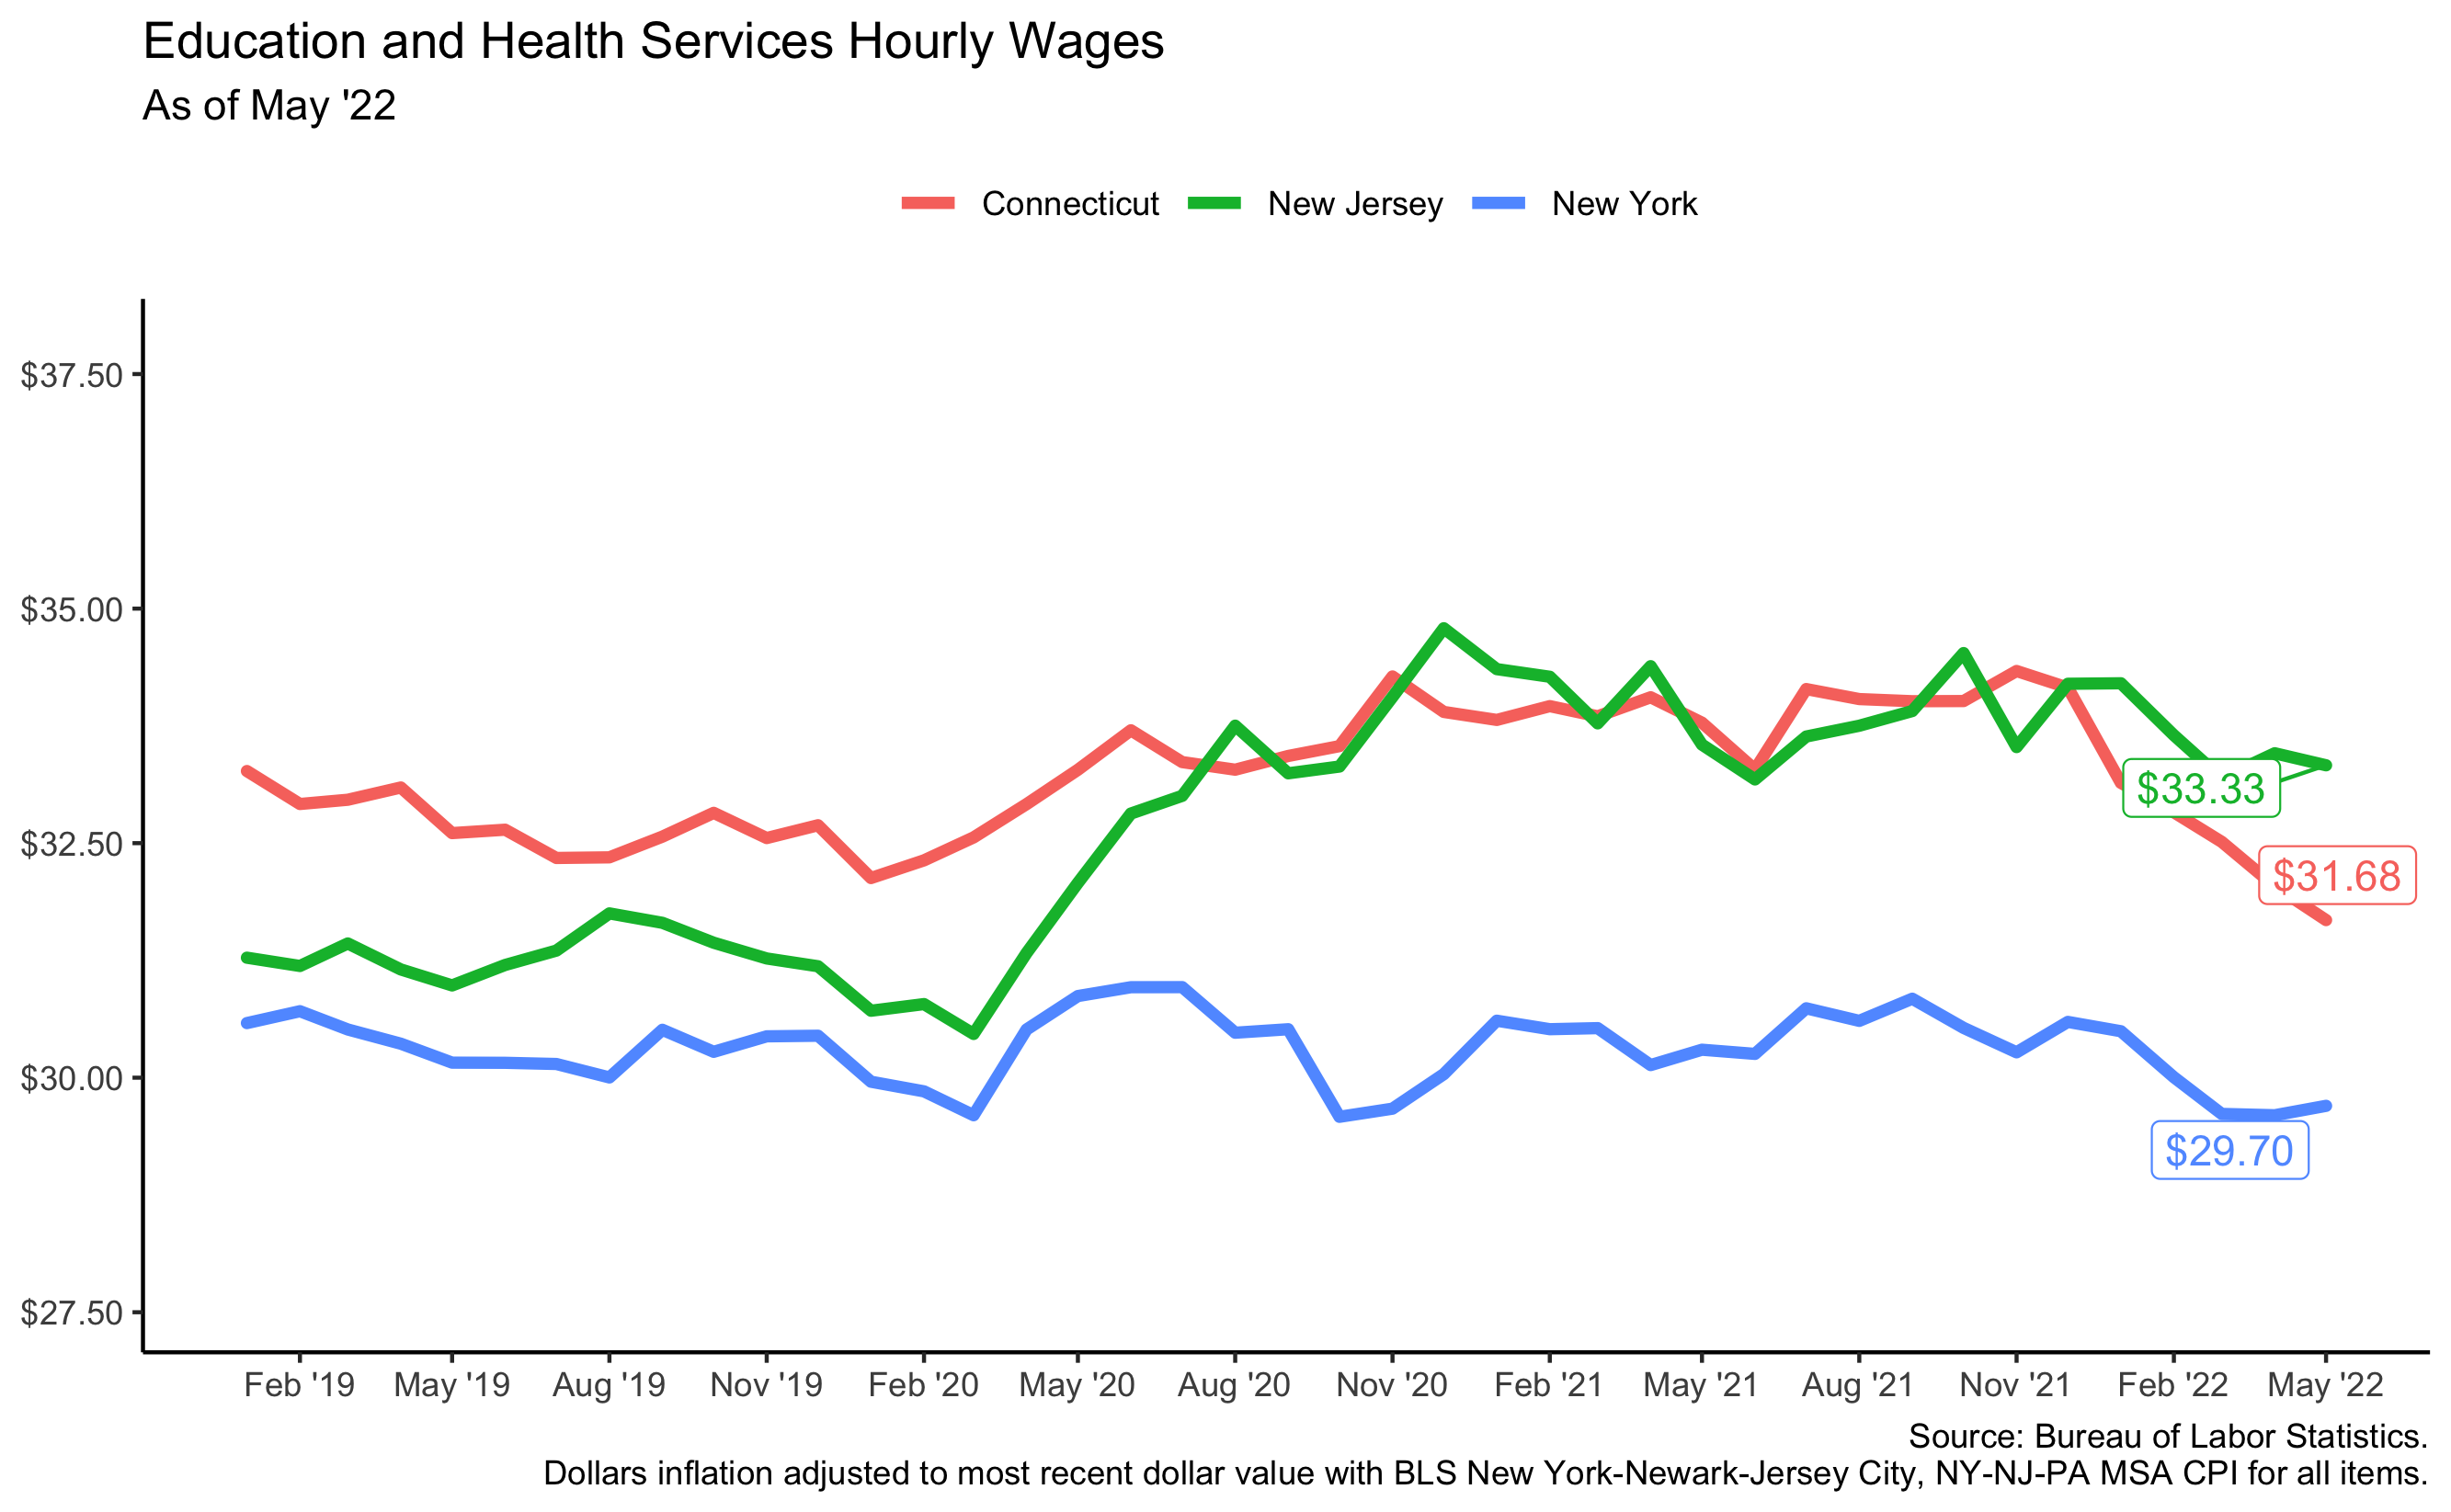 Education and Health Services Hourly Wages
As of May '22
Connecticut New Jersey New York
$37.50
$35.00
$32.50
$30.00
$27.50
$33.33
$31.68
$29.70
Feb '19 May '19 Aug '19 Nov '19 Feb '20 May '20 Aug '20 Nov '20 Feb '21 May '21 Aug '21 Nov '21 Feb '22 May '22
Source: Bureau of Labor Statistics.
Dollars inflation adjusted to most recent dollar value with BLS New York-Newark-Jersey City, NY-NJ-PA MSA CPI for all items.